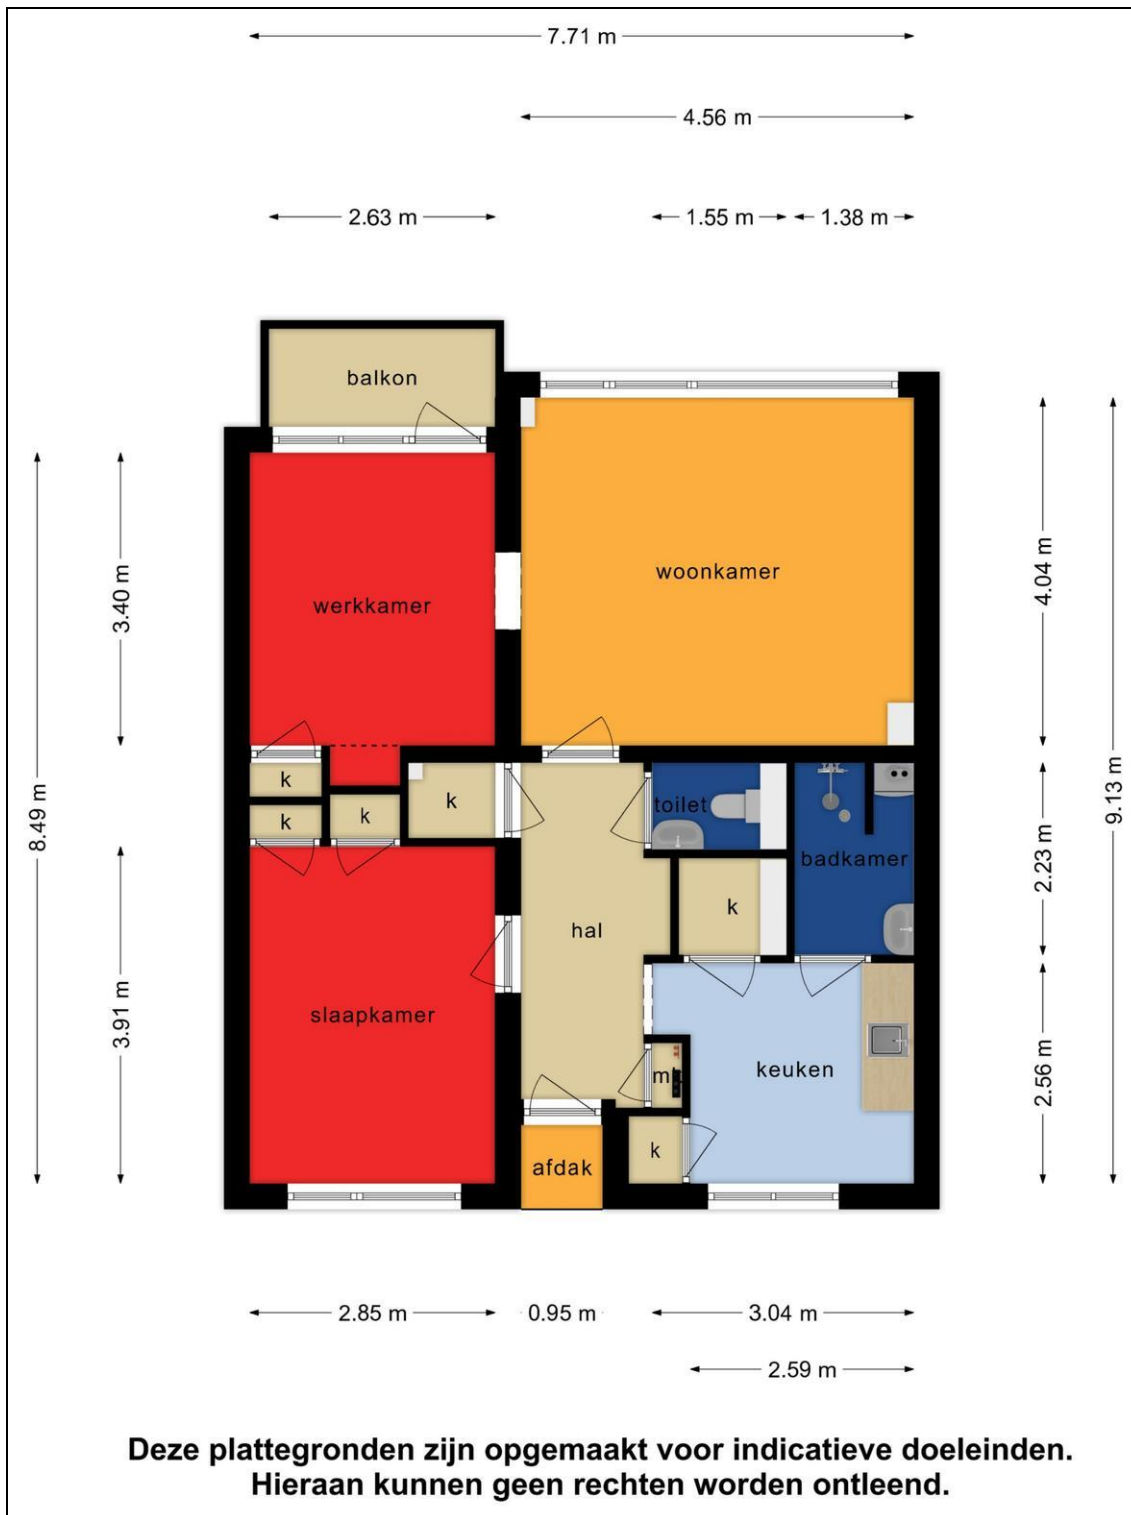 7.71 m
4.56 m
2.63 m
1.55 m
1.38 m
balkon
woonkamer
werkkamer
3.40 m
4.04 m
8.49 m
9.13 m
k
k
k
k
toilet
badkamer
2.23 m
k
hal
slaapkamer
3.91 m
keuken
2.56 m
k
afdak
2.85 m
0.95 m
3.04 m
2.59 m
Deze plattegronden zijn opgemaakt voor indicatieve doeleinden.
Hieraan kunnen geen rechten worden ontleend.